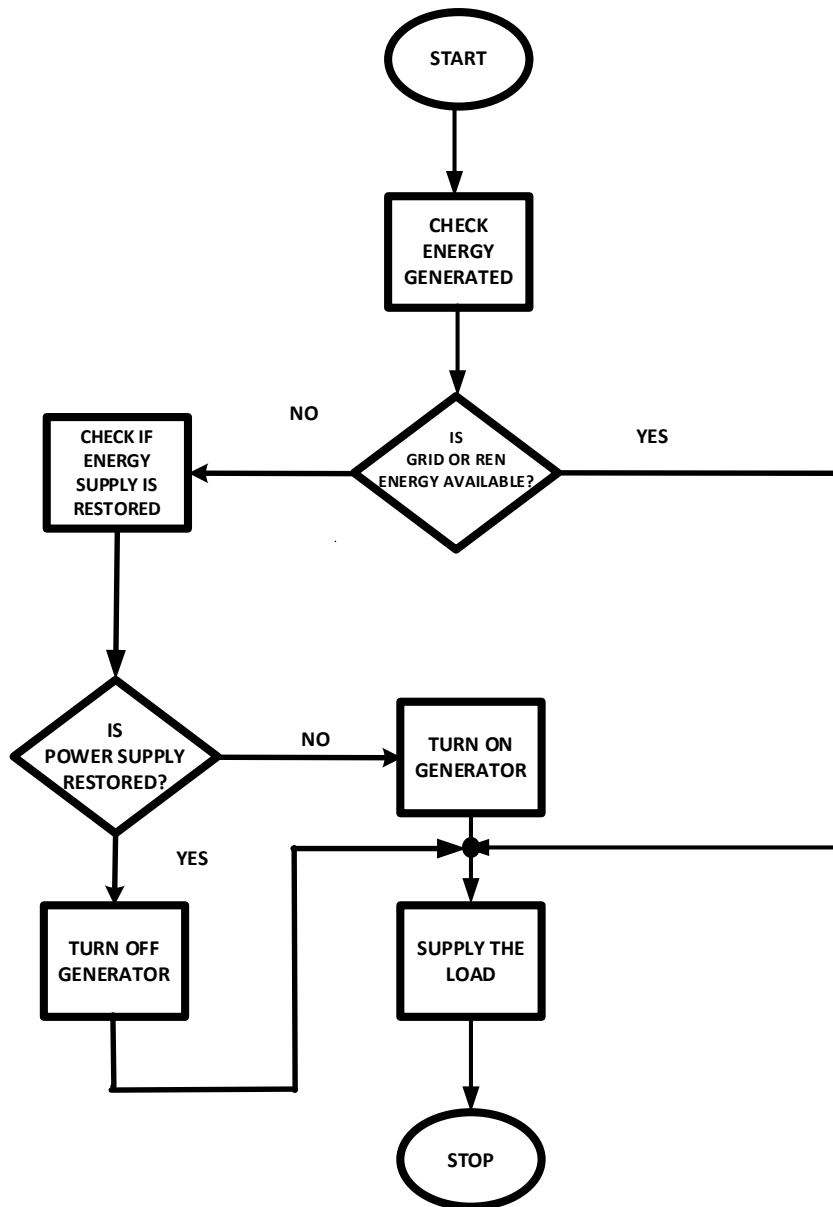 START
CHECK
ENERGY
GENERATED
NO
IS
GRID OR REN
ENERGY AVAILABLE?
YES
CHECK IF
ENERGY
SUPPLY IS
RESTORED
IS
POWER SUPPLY
RESTORED?
NO
TURN ON
GENERATOR
YES
TURN OFF
GENERATOR
SUPPLY THE
LOAD
STOP